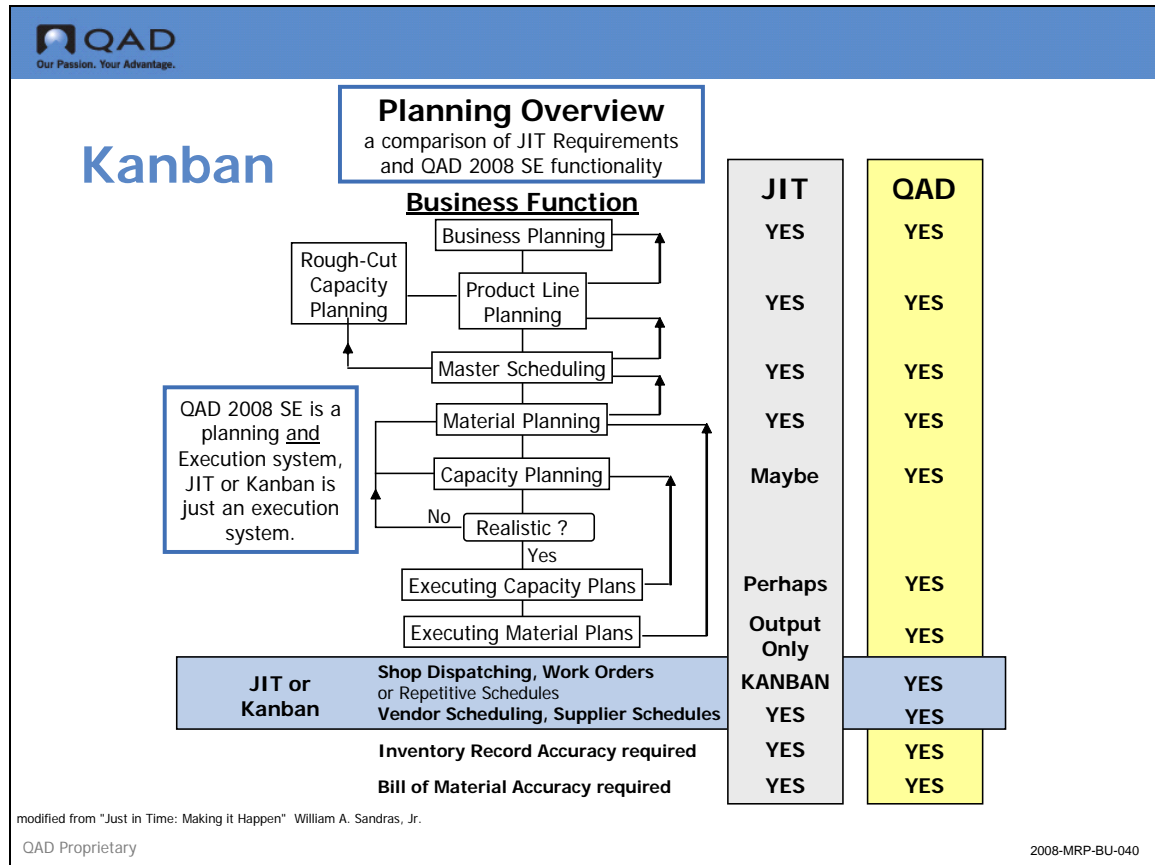 QAD
Our Passion. Your Advantage.
Kanban
Planning Overview
a comparison of JIT Requirements
and QAD 2008 SE functionality
Business Function
JIT
QAD
Business Planning
YES
YES
Rough-Cut
Capacity
Planning
Product Line
Planning
YES
YES
Master Scheduling
YES
YES
QAD 2008 SE is a
planning and
Execution system,
JIT or Kanban is
just an execution
system.
Material Planning
YES
YES
Capacity Planning
Maybe
YES
No
Realistic ?
Yes
Executing Capacity Plans
Perhaps
YES
Executing Material Plans
Output
Only
YES
JIT or
Kanban
Shop Dispatching, Work Orders
or Repetitive Schedules
KANBAN
YES
Vendor Scheduling, Supplier Schedules
YES
YES
Inventory Record Accuracy required
YES
YES
Bill of Material Accuracy required
YES
YES
modified from "Just in Time: Making it Happen" William A. Sandras, Jr.
QAD Proprietary
2008-MRP-BU-040